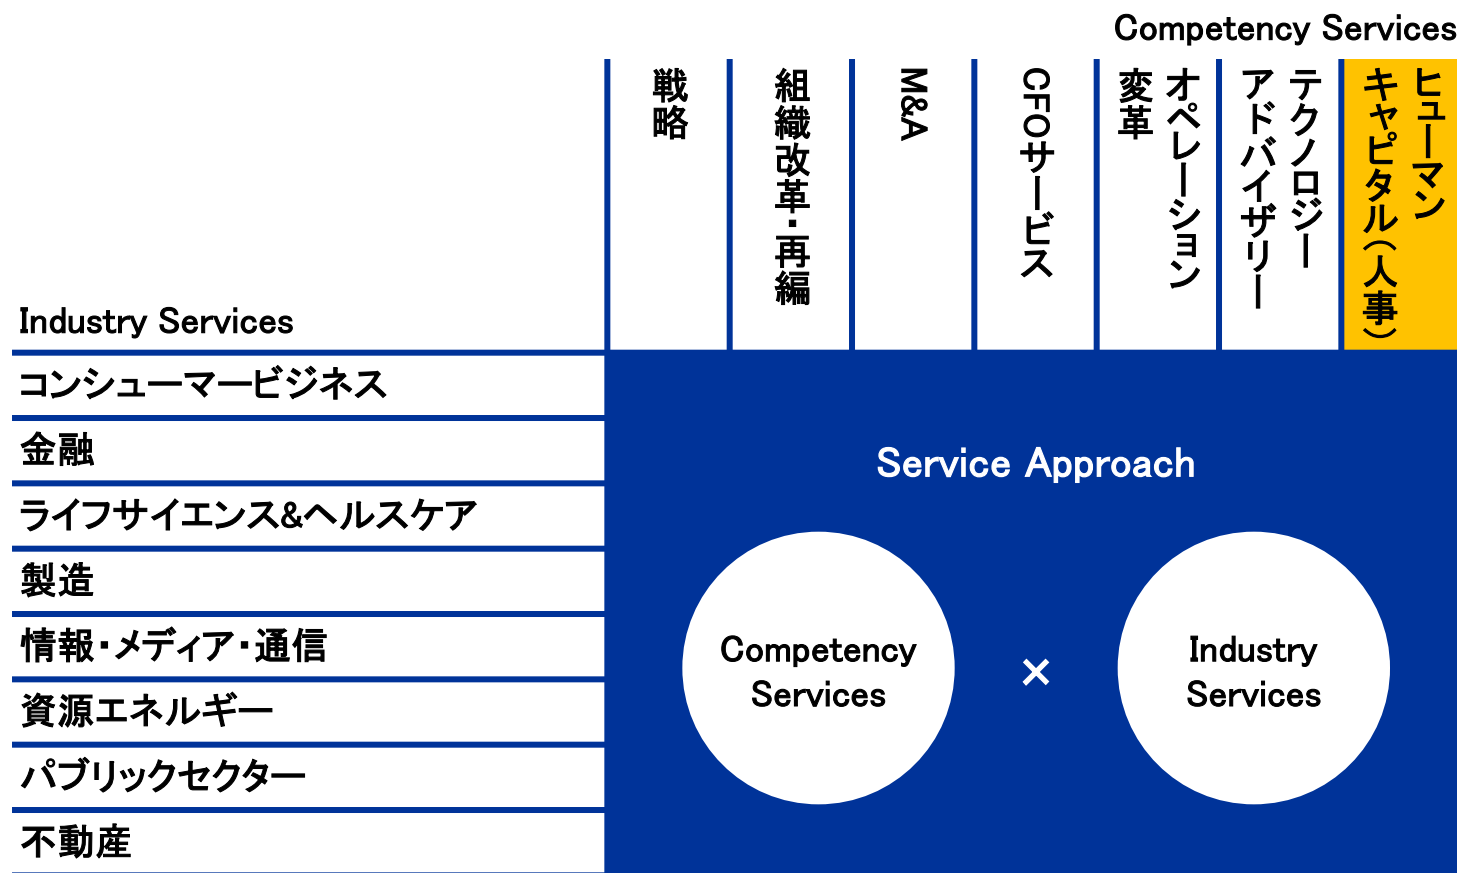 Competency Services
戦略
組織改革・再編
M&A
CFOサービス
オペレーション
変革
テクノロジー
アドバイザリー
ヒューマン
キャピタル（人事）
Industry Services
コンシューマービジネス
金融
ライフサイエンス&ヘルスケア
製造
情報・メディア・通信
資源エネルギー
パブリックセクター
不動産
Service Approach
Competency
Services
×
Industry
Services